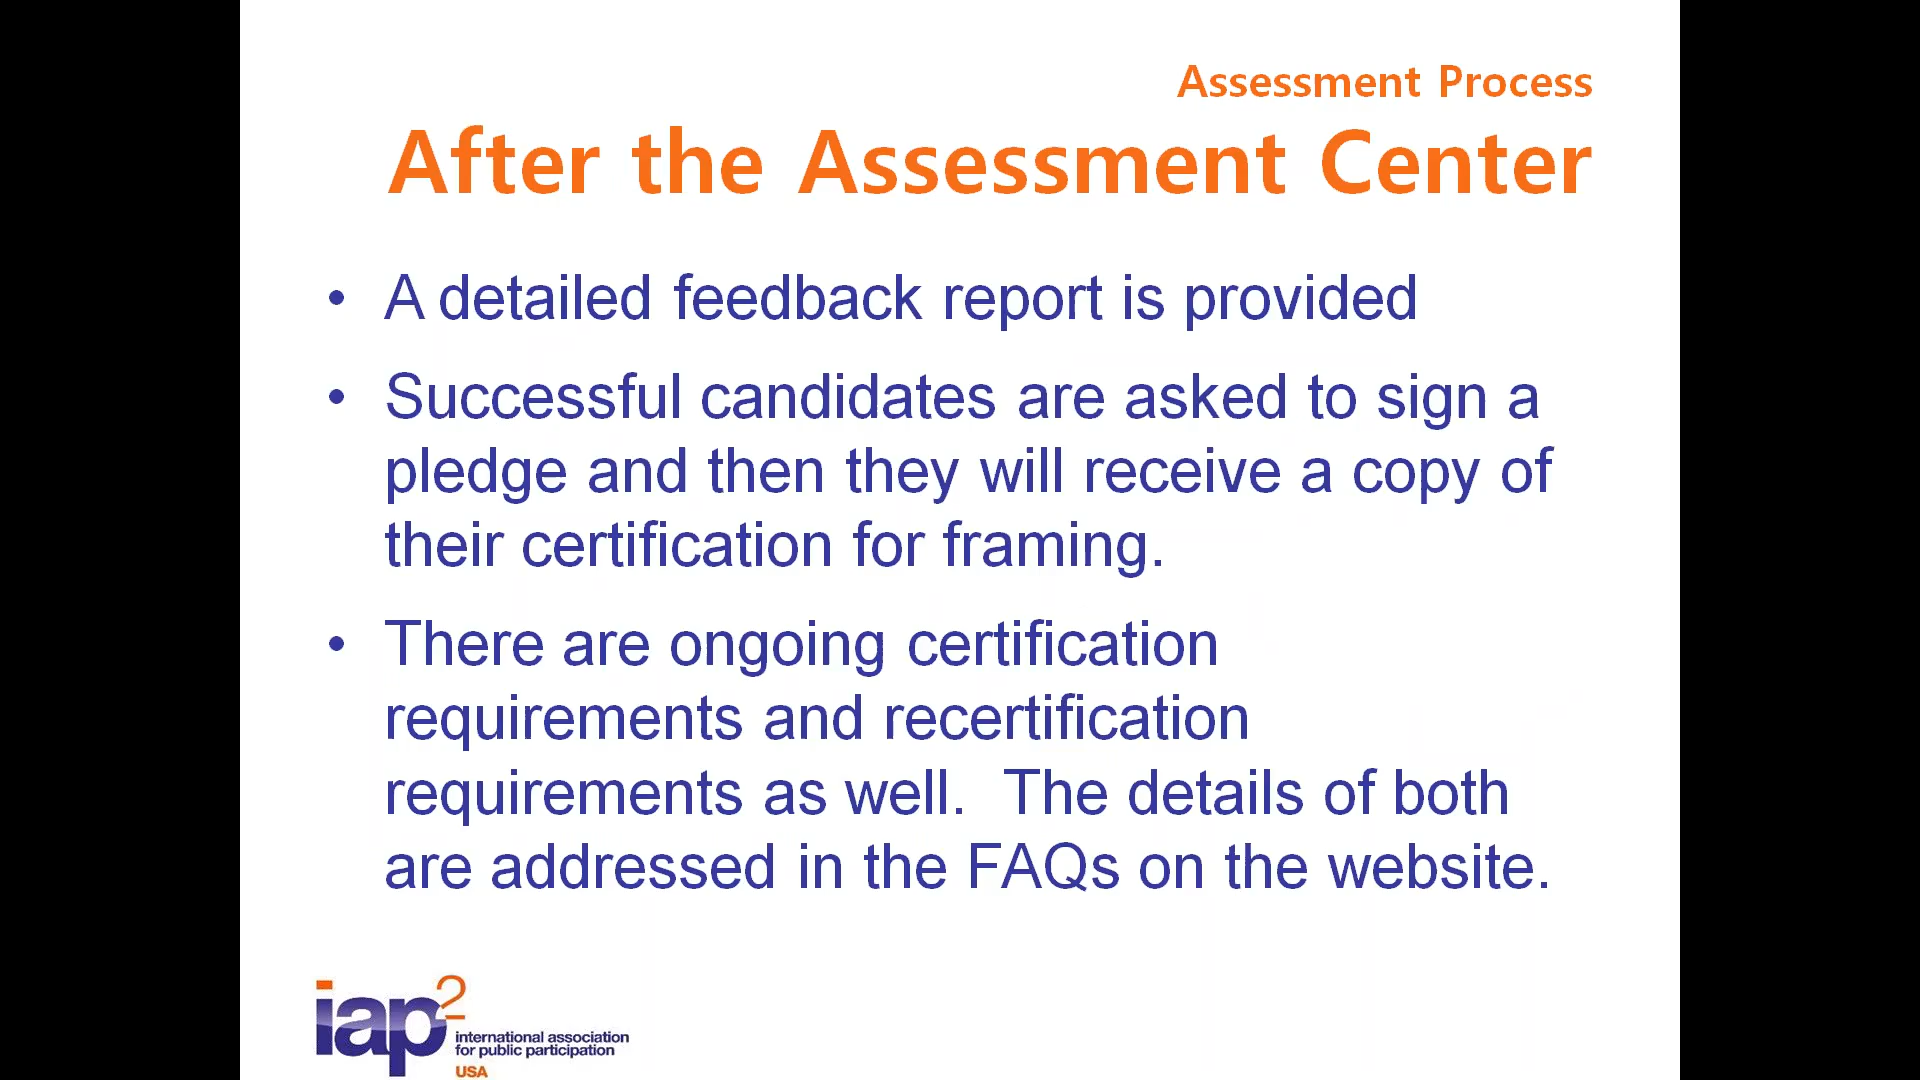 Assessment Process
After the Assessment Center
• A detailed feedback report is provided
• Successful candidates are asked to sign a
pledge and then they will receive a copy of
their certification for framing.
• There are ongoing certification
requirements and recertification
requirements as well.  The details of both
are addressed in the FAQs on the website.
iap2
international association
for public participation
USA